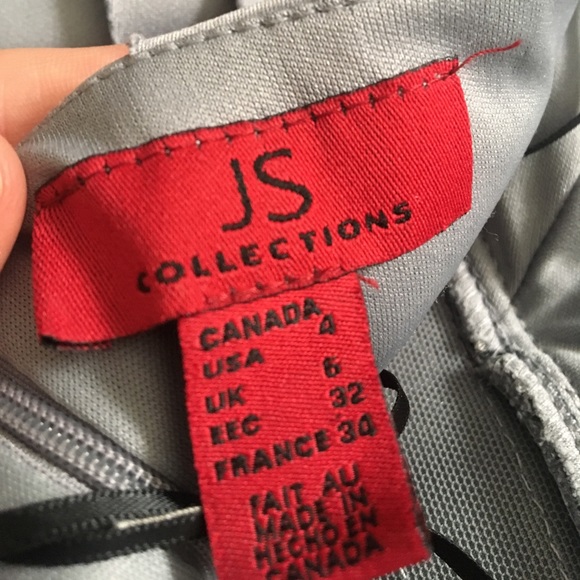 JS
COLLECTIONS
CANADA
USA 4
UK 6
EEC 32
FRANCE 34
FAIT AU
MADE IN
HECHO EN
CANADA